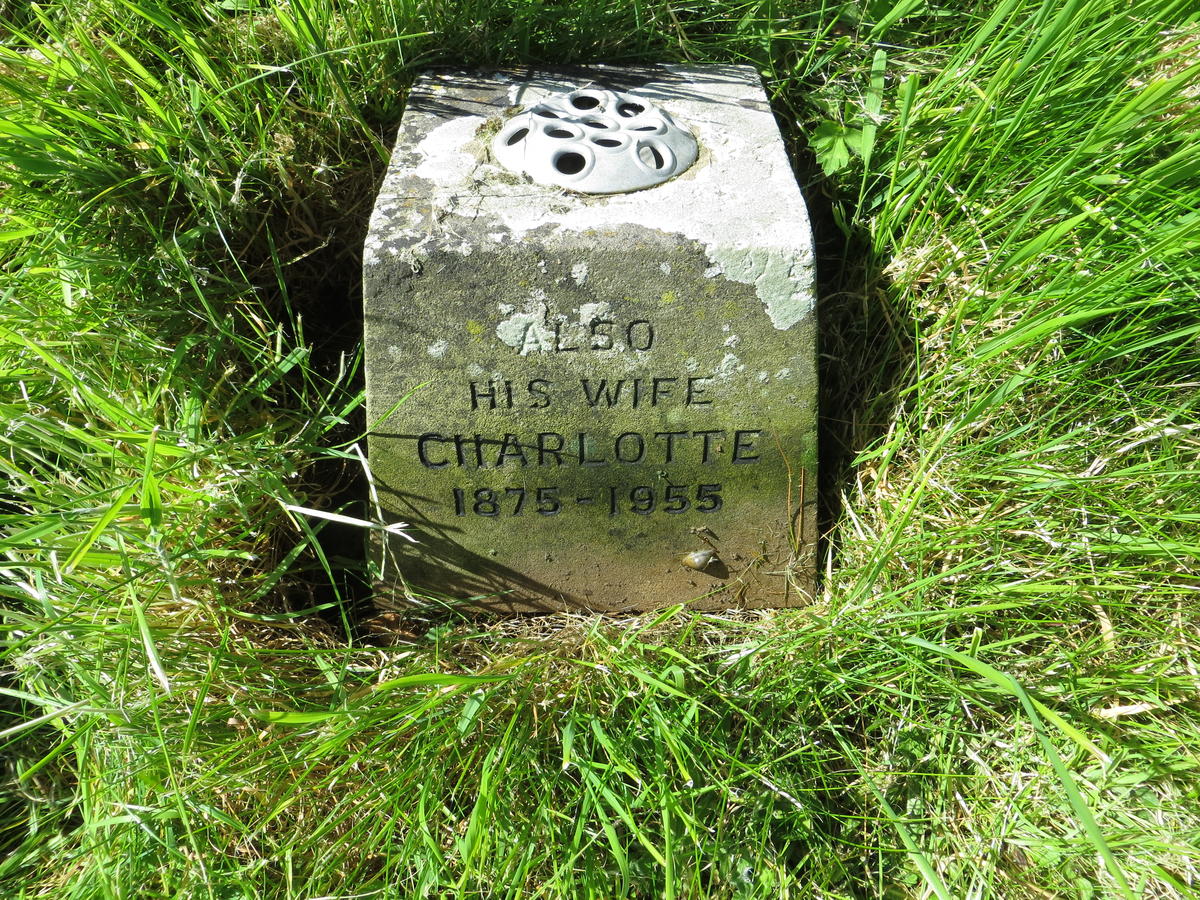 ALSO
HIS WIFE
CHARLOTTE
1875-1955